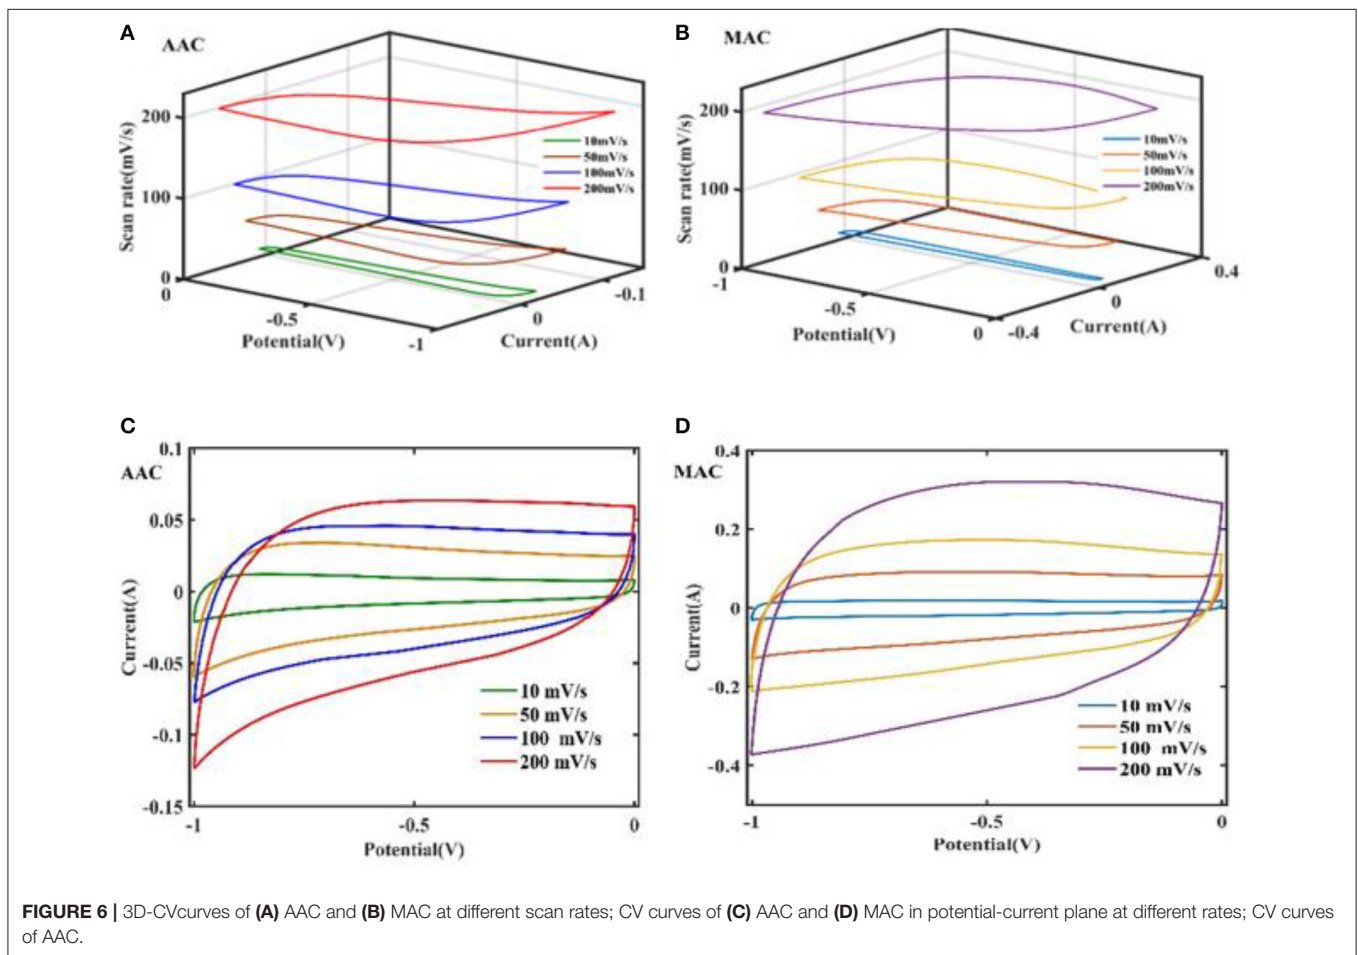 A
AAC
200
100
0
Scan rate(mV/s)
10mV/s
50mV/s
100mV/s
200mV/s
0
-0.5
-1
Potential(V)
0
-0.1
Current(A)
B
MAC
200
100
0
Scan rate(mV/s)
10mV/s
50mV/s
100mV/s
200mV/s
-1
-0.5
0
Potential(V)
-0.4
0
0.4
Current(A)
C
AAC
0.1
0.05
0
-0.05
-0.1
-0.15
Current(A)
10 mV/s
50 mV/s
100 mV/s
200 mV/s
-1
-0.5
0
Potential(V)
D
MAC
0.4
0.2
0
-0.2
-0.4
Current(A)
10 mV/s
50 mV/s
100 mV/s
200 mV/s
-1
-0.5
0
Potential(V)
FIGURE 6 | 3D-CVcurves of (A) AAC and (B) MAC at different scan rates; CV curves of (C) AAC and (D) MAC in potential-current plane at different rates; CV curves
of AAC.